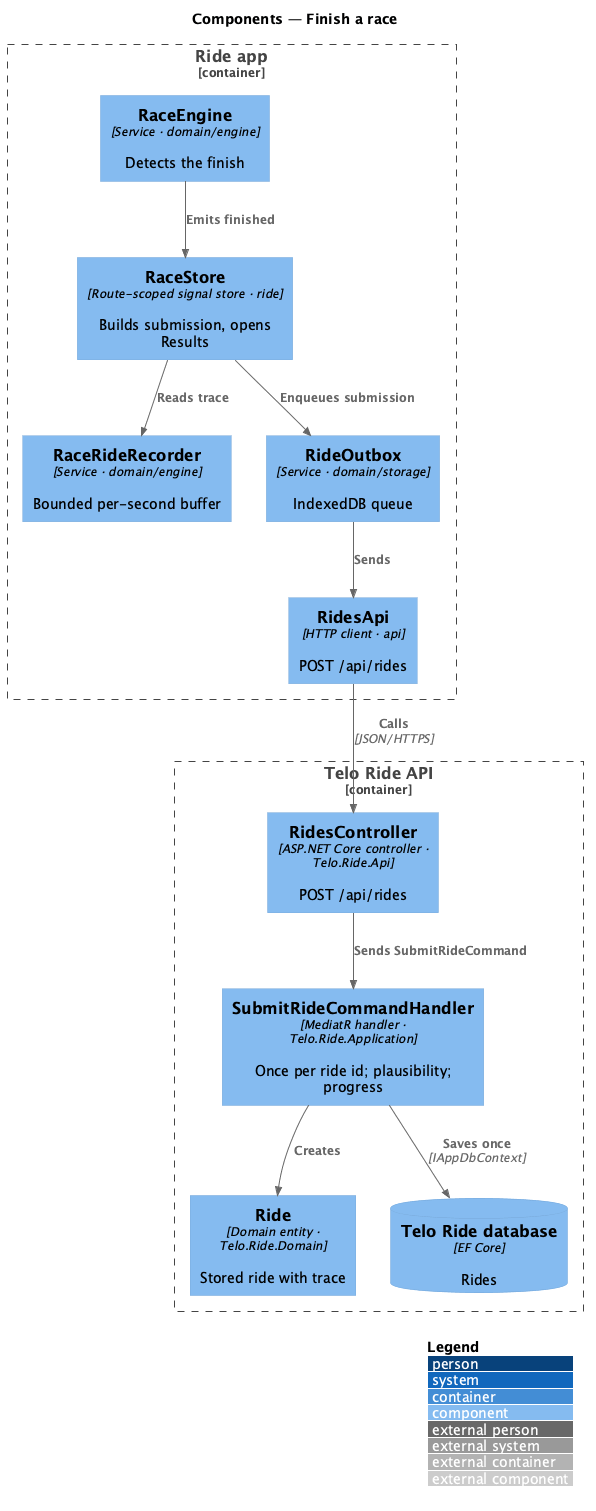 Components — Finish a race
Ride app
[container]
RaceEngine
[Service · domain/engine]
Detects the finish
Emits finished
RaceStore
[Route-scoped signal store · ride]
Builds submission, opens
Results
Reads trace
Enqueues submission
RaceRideRecorder
[Service · domain/engine]
Bounded per-second buffer
RideOutbox
[Service · domain/storage]
IndexedDB queue
Sends
RidesApi
[HTTP client · api]
POST /api/rides
Calls
[JSON/HTTPS]
Telo Ride API
[container]
RidesController
[ASP.NET Core controller ·
Telo.Ride.Api]
POST /api/rides
Sends SubmitRideCommand
SubmitRideCommandHandler
[MediatR handler ·
Telo.Ride.Application]
Once per ride id; plausibility;
progress
Creates
Saves once
[IAppDbContext]
Ride
[Domain entity ·
Telo.Ride.Domain]
Stored ride with trace
Telo Ride database
[EF Core]
Rides
Legend
person
system
container
component
external person
external system
external container
external component